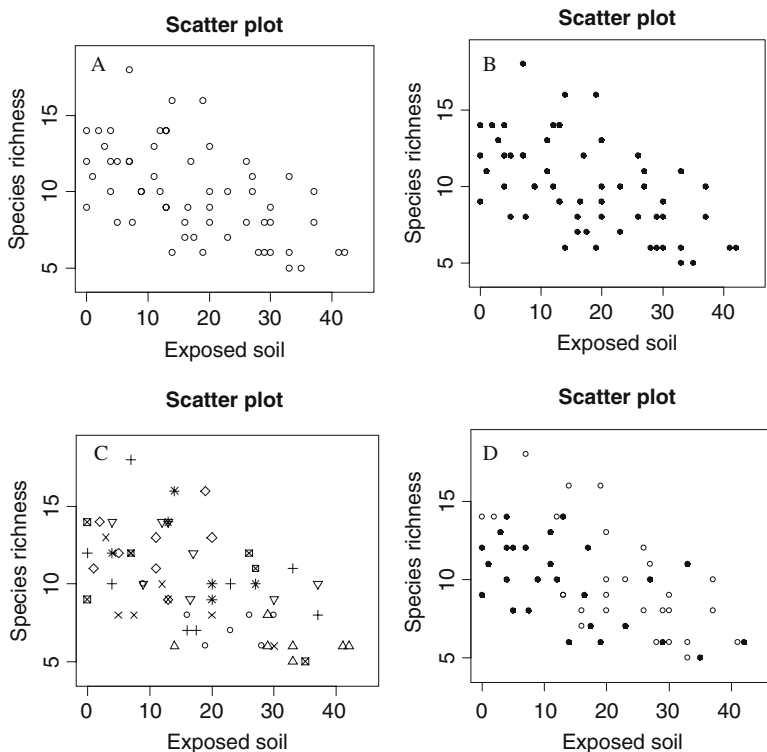 Scatter plot
A
Species richness
5 10 15
0 10 20 30 40
Exposed soil
Scatter plot
B
Species richness
5 10 15
0 10 20 30 40
Exposed soil
Scatter plot
C
Species richness
5 10 15
0 10 20 30 40
Exposed soil
Scatter plot
D
Species richness
5 10 15
0 10 20 30 40
Exposed soil